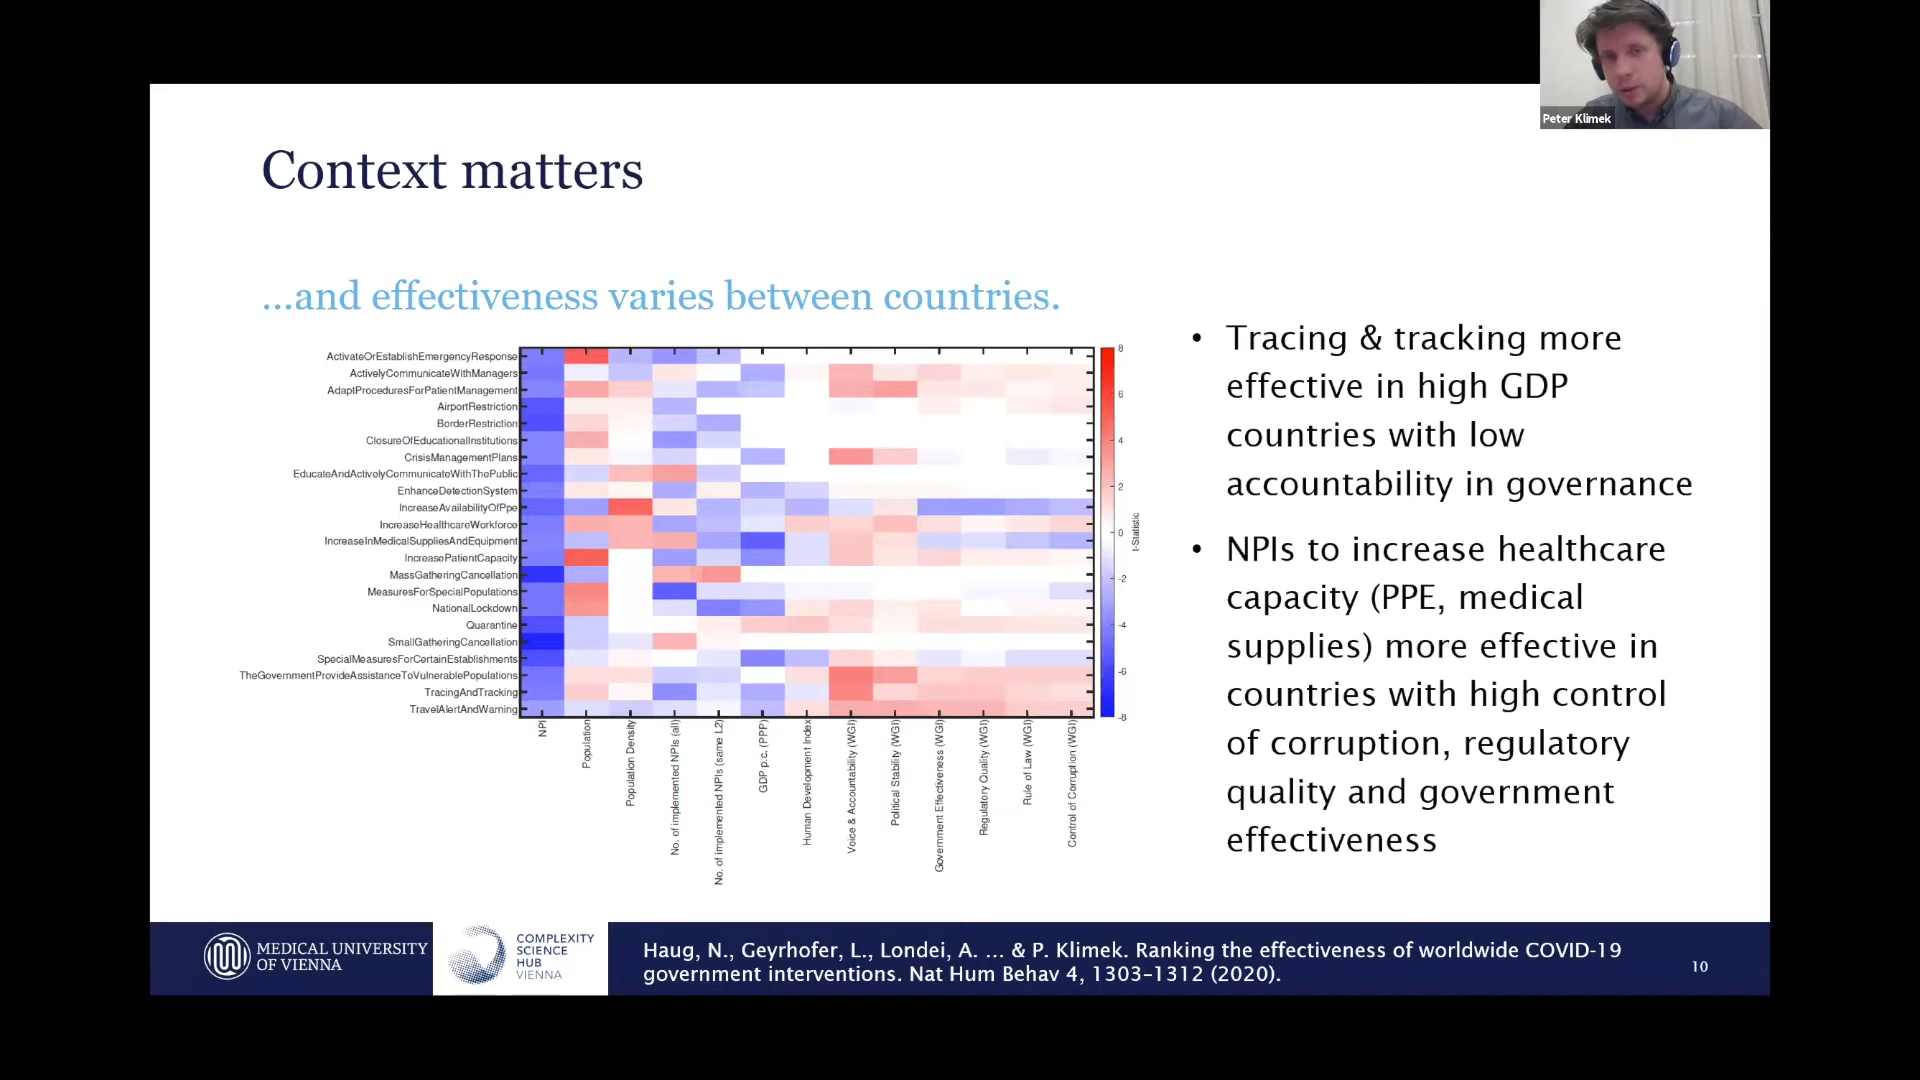 Peter Klimek
Context matters
...and effectiveness varies between countries.
ActivateOrEstablishEmergencyResponse
ActivelyCommunicateWithManagers
AdaptProceduresForPatientManagement
AirportRestriction
BorderRestriction
ClosureOfEducationalInstitutions
CrisisManagementPlans
EducateAndActivelyCommunicateWithThePublic
EnhanceDetectionSystem
IncreaseAvailabilityOfPpe
IncreaseHealthcareWorkforce
IncreaseInMedicalSuppliesAndEquipment
IncreasePatientCapacity
MassGatheringCancellation
MeasuresForSpecialPopulations
NationalLockdown
Quarantine
SmallGatheringCancellation
SpecialMeasuresForCertainEstablishments
TheGovernmentProvideAssistanceToVulnerablePopulations
TracingAndTracking
TravelAlertAndWarning
NPI
Population
Population Density
No. of implemented NPIs (all)
No. of implemented NPIs (same L2)
GDP p.c. (PPP)
Human Development Index
Voice & Accountability (WGI)
Political Stability (WGI)
Government Effectiveness (WGI)
Regulatory Quality (WGI)
Rule of Law (WGI)
Control of Corruption (WGI)
8
6
4
2
0
-2
-4
-6
-8
t-Statistic
• Tracing & tracking more
effective in high GDP
countries with low
accountability in governance
• NPIs to increase healthcare
capacity (PPE, medical
supplies) more effective in
countries with high control
of corruption, regulatory
quality and government
effectiveness
MEDICAL UNIVERSITY
OF VIENNA
COMPLEXITY
SCIENCE
HUB
VIENNA
Haug, N., Geyrhofer, L., Londei, A. ... & P. Klimek. Ranking the effectiveness of worldwide COVID-19
government interventions. Nat Hum Behav 4, 1303–1312 (2020).
10